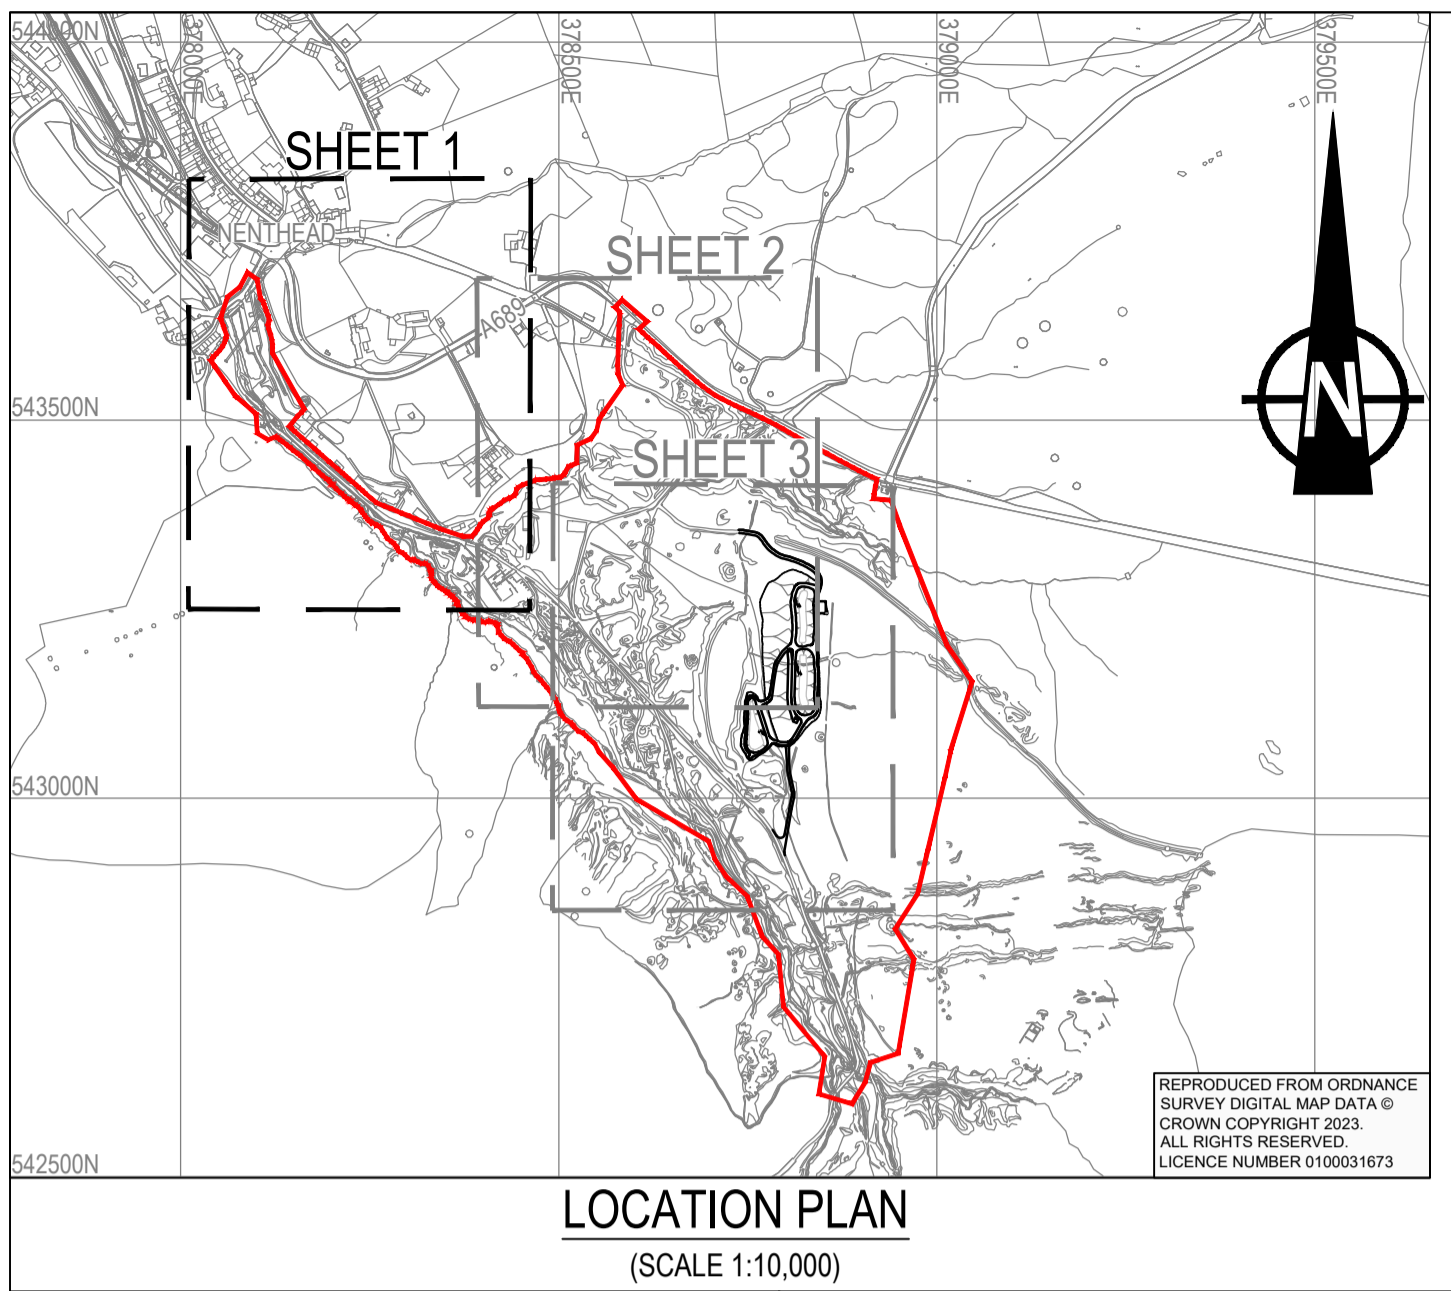 544000N
378000E
378500E
379000E
379500E
SHEET 1
NENTHEAD
SHEET 2
A689
543500N
N
SHEET 3
543000N
REPRODUCED FROM ORDNANCE
SURVEY DIGITAL MAP DATA ©
CROWN COPYRIGHT 2023.
ALL RIGHTS RESERVED.
LICENCE NUMBER 0100031673
542500N
LOCATION PLAN
(SCALE 1:10,000)